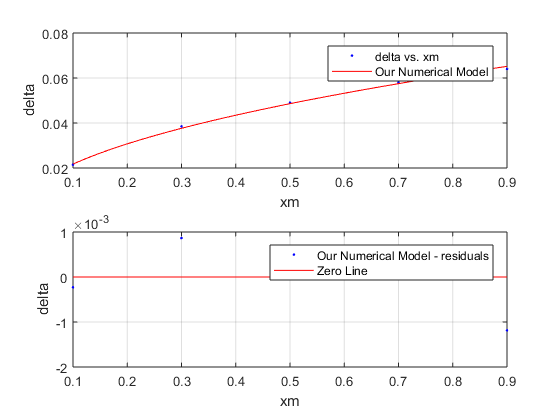 0.08
0.06
0.04
0.02
delta
delta vs. xm
Our Numerical Model
0.1 0.2 0.3 0.4 0.5 0.6 0.7 0.8 0.9
xm
×10-3
1
0
-1
-2
delta
Our Numerical Model - residuals
Zero Line
0.1 0.2 0.3 0.4 0.5 0.6 0.7 0.8 0.9
xm